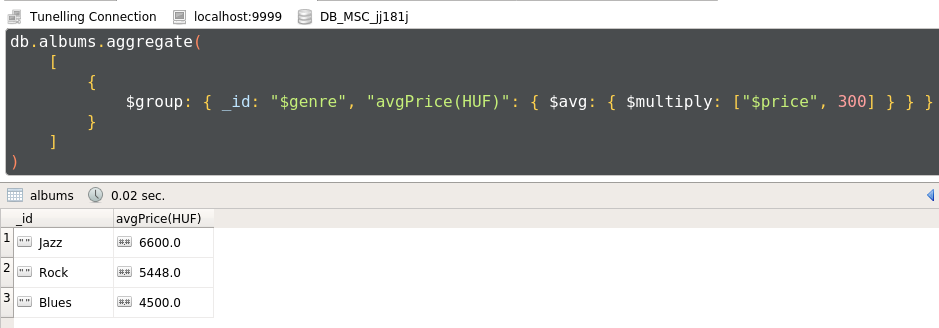 Tunelling Connection localhost:9999 DB_MSC_jj181j
db.albums.aggregate(
[
{
$group: { _id: "$genre", "avgPrice(HUF)": { $avg: { $multiply: ["$price", 300] } } }
}
]
)
albums 0.02 sec.
_id avgPrice(HUF)
1 "" Jazz #.# 6600.0
2 "" Rock #.# 5448.0
3 "" Blues #.# 4500.0